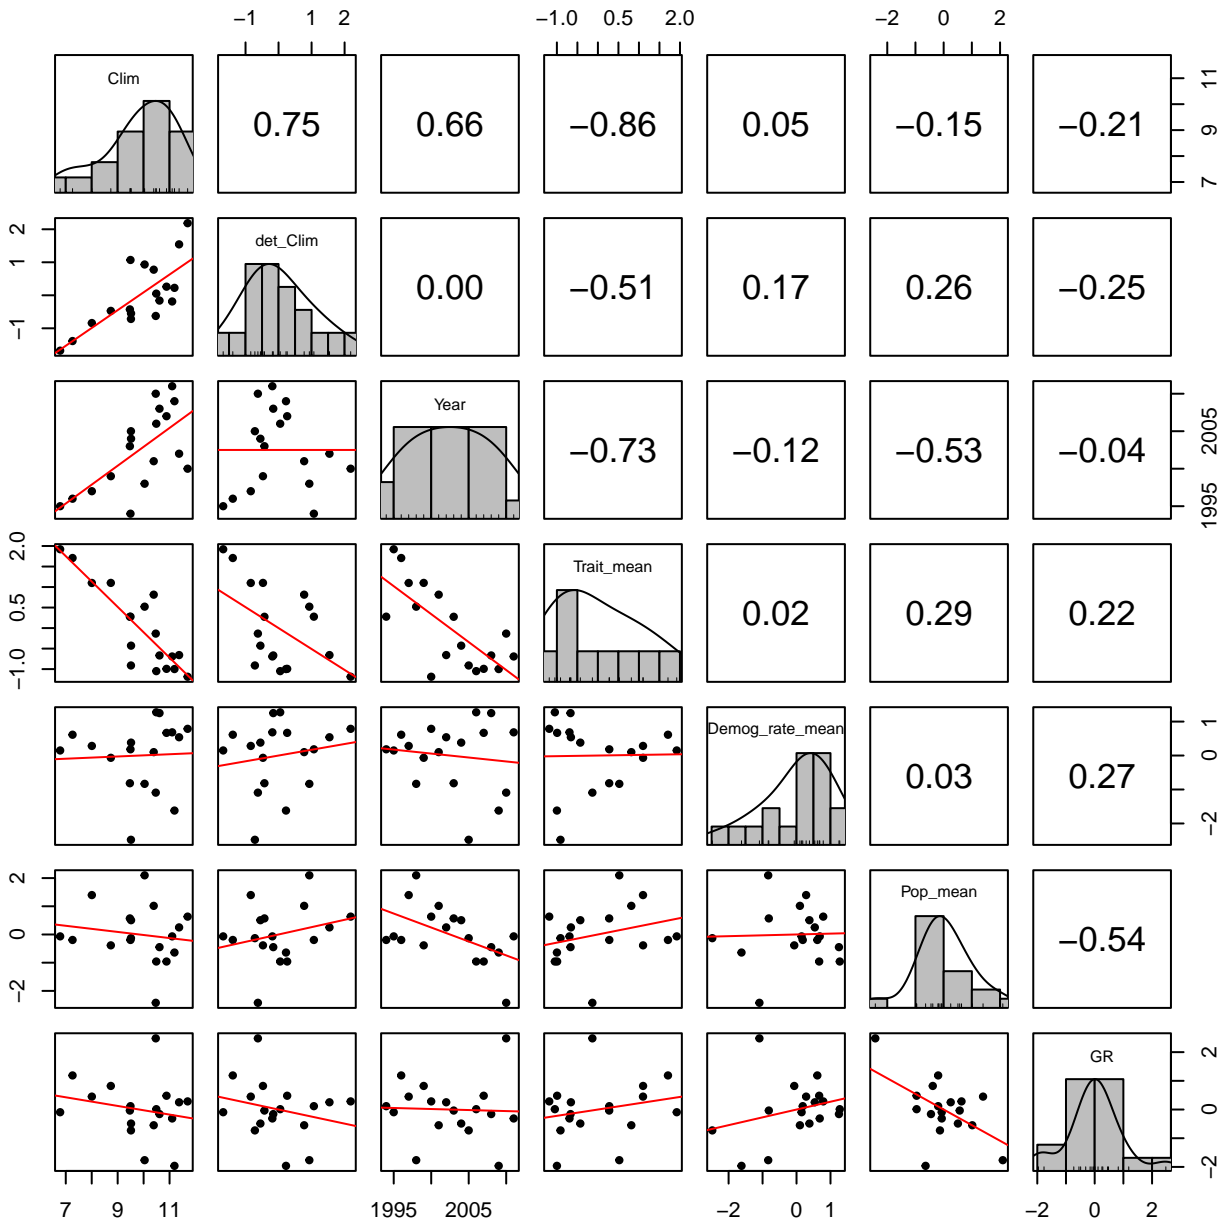 −1 1 2 −1.0 0.5 2.0 −2 0 2
Clim 0.75 0.66 −0.86 0.05 −0.15 −0.21 7 9 11
−1 1 2 det_Clim 0.00 −0.51 0.17 0.26 −0.25
Year −0.73 −0.12 −0.53 −0.04 1995 2005
−1.0 0.5 2.0 Trait_mean 0.02 0.29 0.22
Demog_rate_mean 0.03 0.27 −2 0 1
−2 0 2 Pop_mean −0.54
GR −2 0 2
7 9 11 1995 2005 −2 0 1 −2 0 2